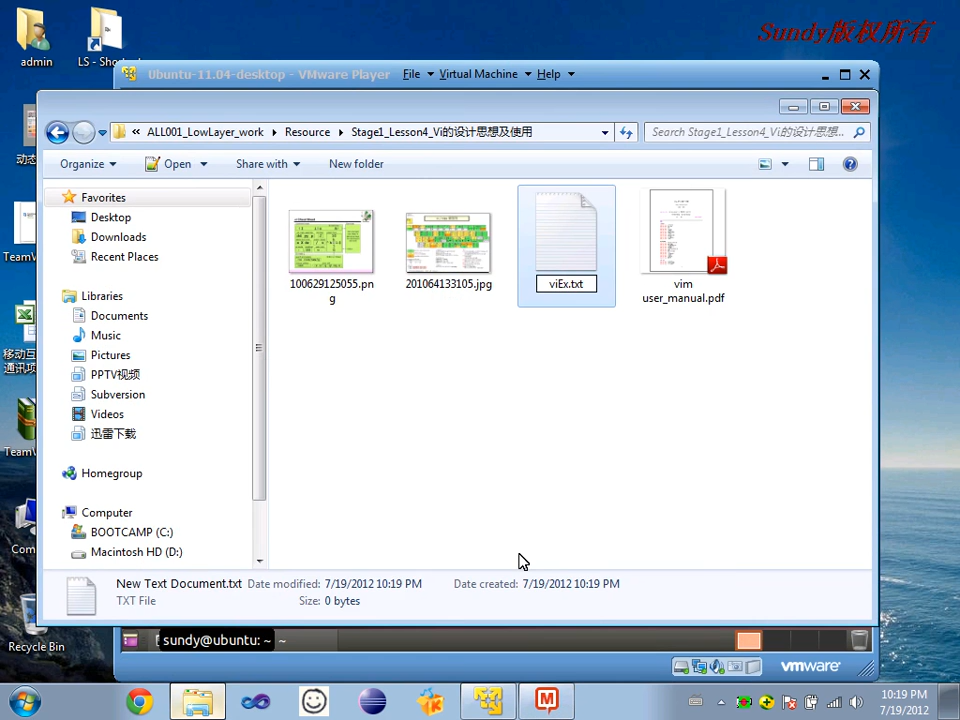 admin
LS - Sho
Sundy版权所有
Ubuntu-11.04-desktop - VMware Player File Virtual Machine Help
« ALL001_LowLayer_work Resource Stage1_Lesson4_Vi的设计思想及使用
Search Stage1_Lesson4_Vi的设计思想...
Organize Open Share with New folder
Favorites
Desktop
Downloads
Recent Places
Libraries
Documents
Music
Pictures
PPTV视频
Subversion
Videos
迅雷下载
Homegroup
Computer
BOOTCAMP (C:)
Macintosh HD (D:)
100629125055.pn
g
201064133105.jpg
viEx.txt
vim
user_manual.pdf
New Text Document.txt Date modified: 7/19/2012 10:19 PM Date created: 7/19/2012 10:19 PM
TXT File Size: 0 bytes
动态
TeamV
移动互
通讯项
TeamV
Com
Recycle Bin
sundy@ubuntu: ~ ~
vmware
10:19 PM
7/19/2012